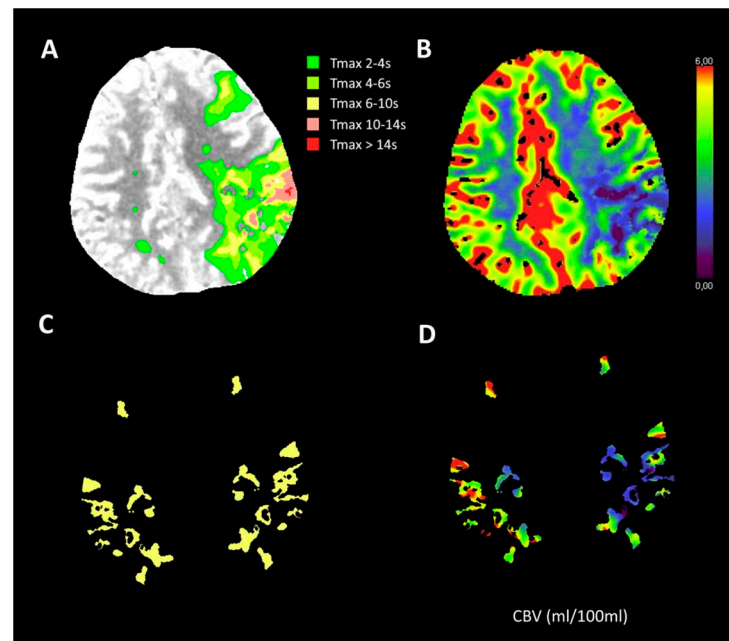 A
Tmax 2-4s
Tmax 4-6s
Tmax 6-10s
Tmax 10-14s
Tmax > 14s
B
6,00
0,00
C
D
CBV (ml/100ml)